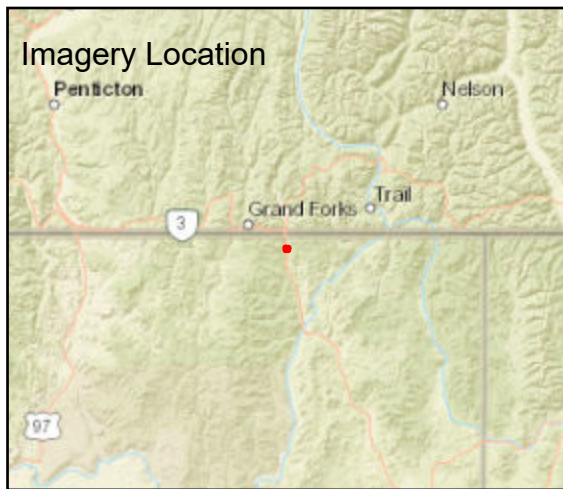 Imagery Location
Penticton
Nelson
Trail
Grand Forks
3
97